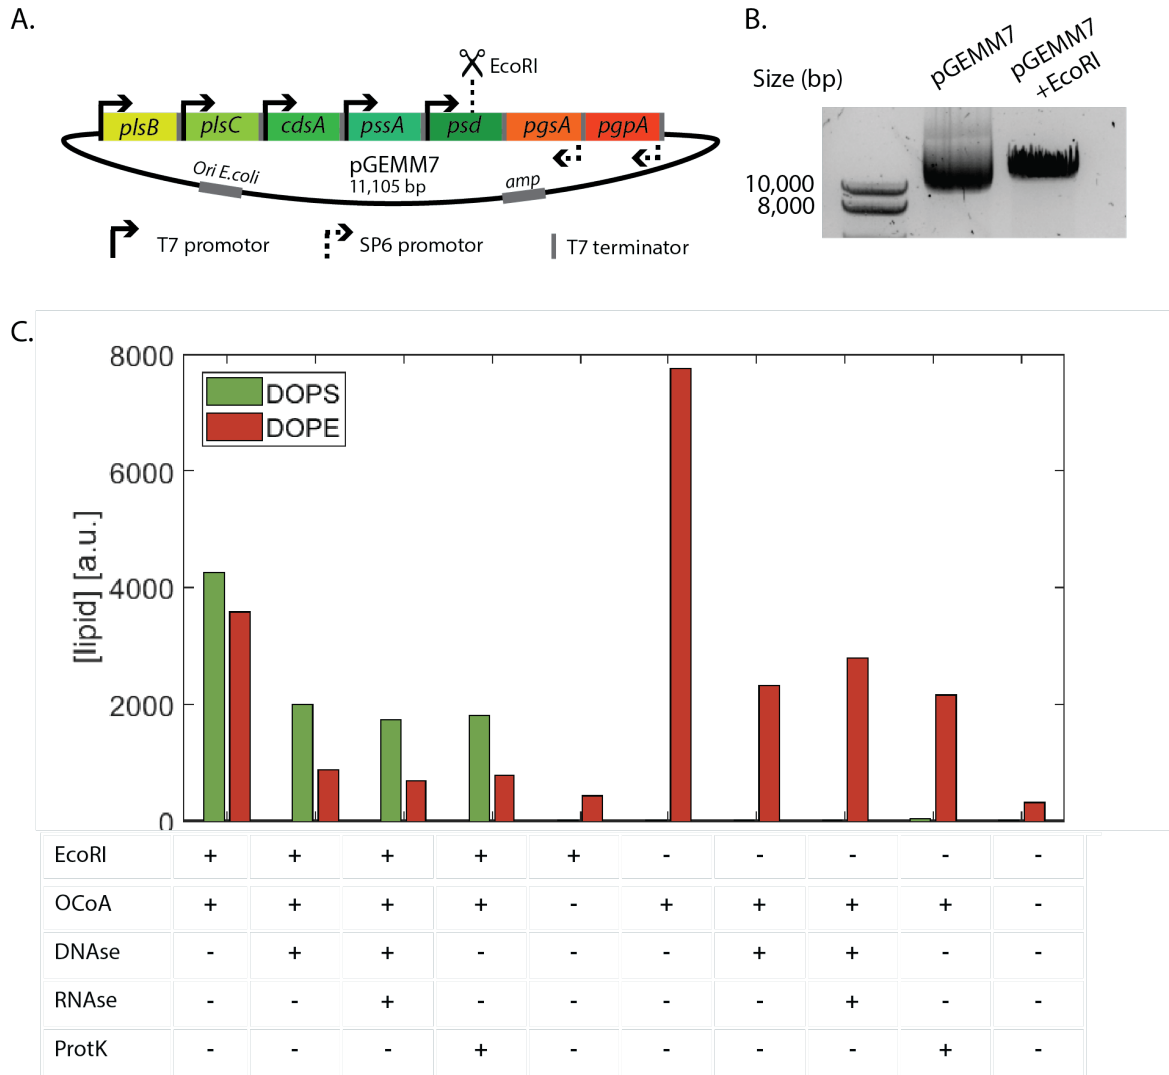 A.
EcoRI
plsB plsC cdsA pssA psd pgsA pgpA
Ori E.coli
pGEMM7
11,105 bp
amp
T7 promotor
SP6 promotor
T7 terminator
B.
Size (bp)
pGEMM7
pGEMM7
+EcoRI
10,000
8,000
C.
8000
6000
4000
2000
0
[lipid] [a.u.]
DOPS
DOPE
EcoRI + + + + + - - - - -
OCoA + + + + - + + + + -
DNAse - + + - - - + + - -
RNAse - - + - - - - + - -
ProtK - - - + - - - - + -